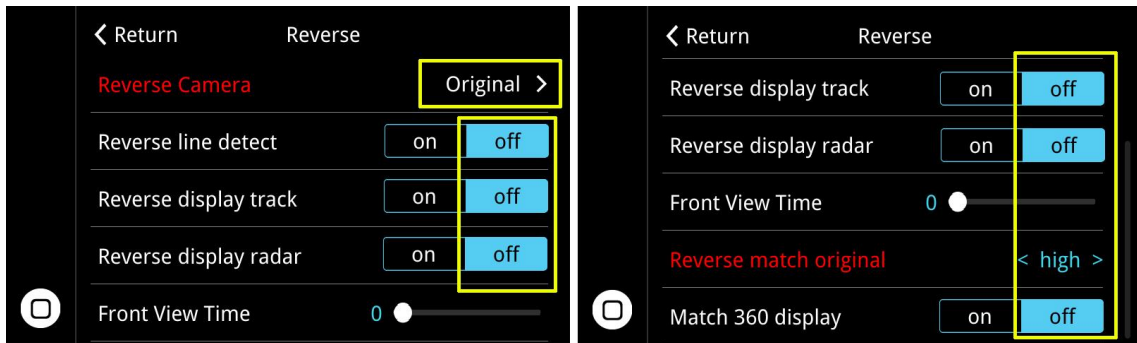 Return Reverse
Reverse Camera Original >
Reverse line detect on off
Reverse display track on off
Reverse display radar on off
Front View Time 0
Return Reverse
Reverse display track on off
Reverse display radar on off
Front View Time 0
Reverse match original < high >
Match 360 display on off